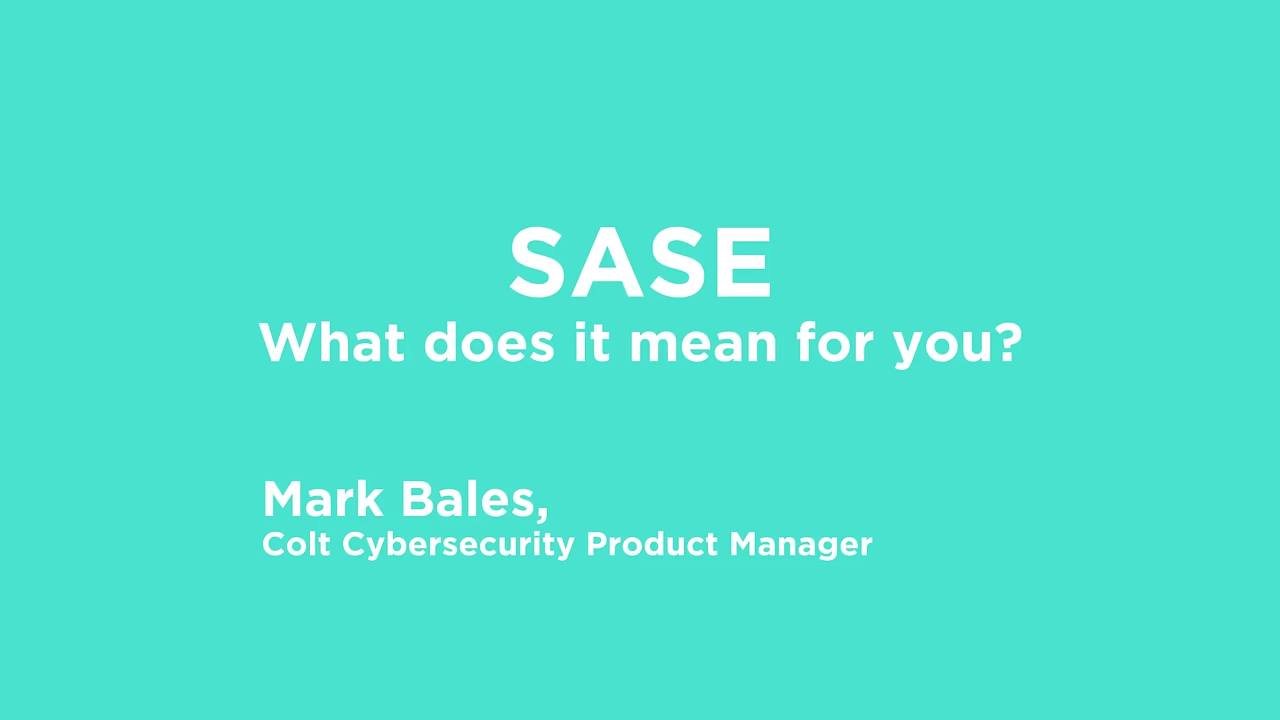 SASE
What does it mean for you?
Mark Bales,
Colt Cybersecurity Product Manager